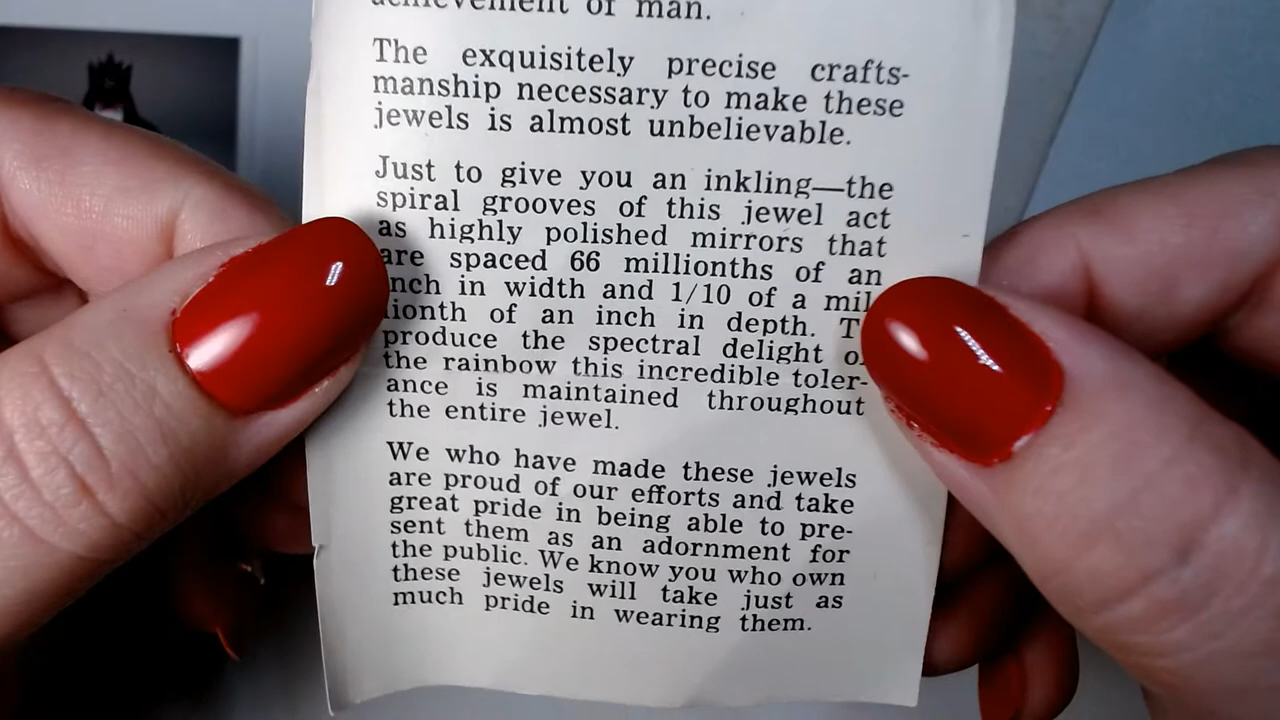 achievement of man.
The exquisitely precise crafts-
manship necessary to make these
jewels is almost unbelievable.
Just to give you an inkling—the
spiral grooves of this jewel act
as highly polished mirrors that
are spaced 66 millionths of an
inch in width and 1/10 of a mil
lionth of an inch in depth. T
produce the spectral delight of
the rainbow this incredible toler-
ance is maintained throughout
the entire jewel.
We who have made these jewels
are proud of our efforts and take
great pride in being able to pre-
sent them as an adornment for
the public. We know you who own
these jewels will take just as
much pride in wearing them.